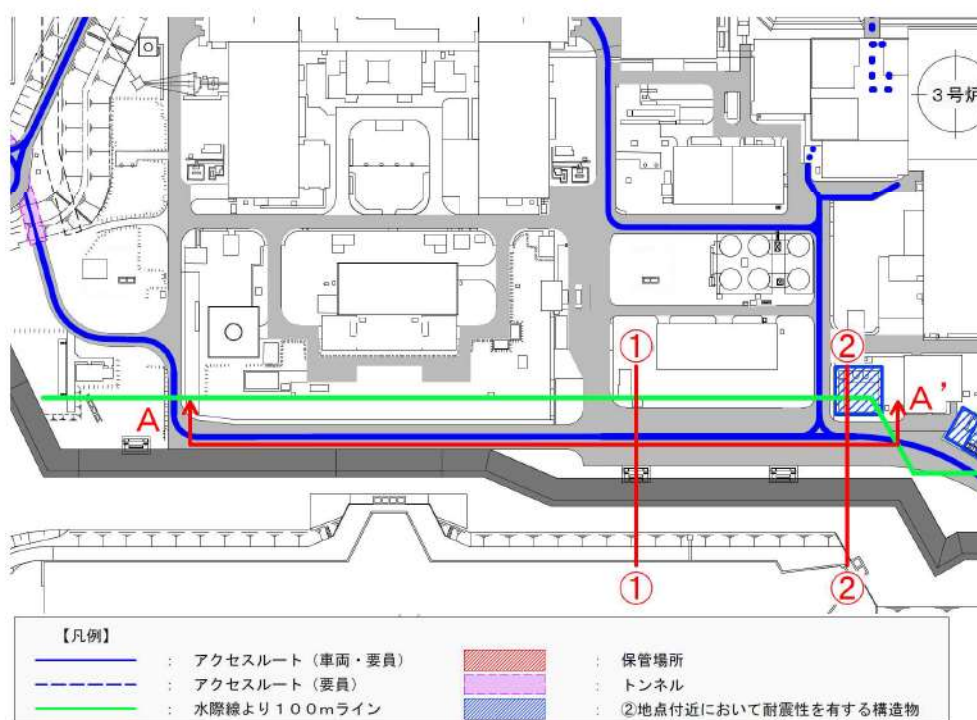 ３号炉
①
②
A
A'
①
②
【凡例】
： アクセスルート（車両・要員）
： 保管場所
： アクセスルート（要員）
： トンネル
： 水際線より１００ｍライン
： ②地点付近において耐震性を有する構造物